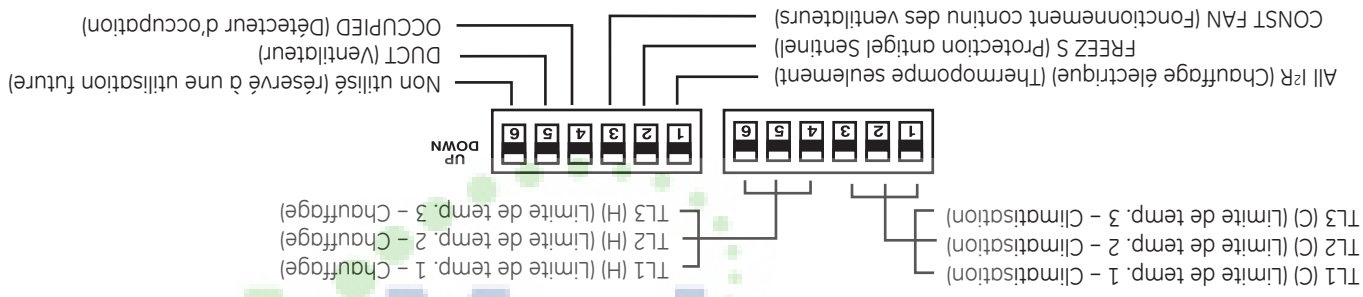 TL1 (C) (Limite de temp. 1 – Climatisation)
TL2 (C) (Limite de temp. 2 – Climatisation)
TL3 (C) (Limite de temp. 3 – Climatisation)
TL1 (H) (Limite de temp. 1 – Chauffage)
TL2 (H) (Limite de temp. 2 – Chauffage)
TL3 (H) (Limite de temp. 3 – Chauffage)
1 2 3 4 5 6
1 2 3 4 5 6
UP
DOWN
All I²R (Chauffage électrique) (Thermopompe seulement)
FREEZ S (Protection antigel Sentinel)
CONST FAN (Fonctionnement continu des ventilateurs)
Non utilisé (réservé à une utilisation future)
DUCT (Ventilateur)
OCCUPIED (Détecteur d'occupation)